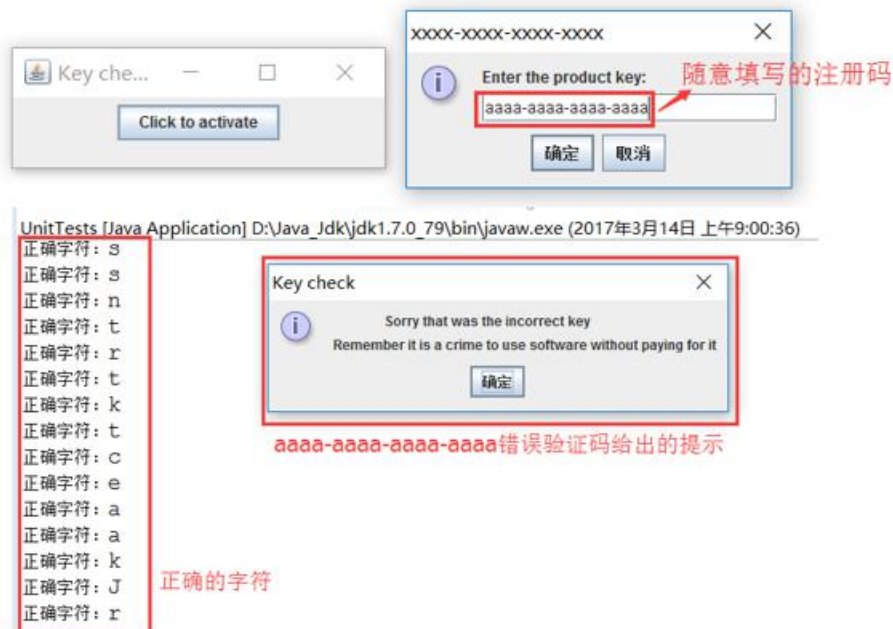 xxxx-xxxx-xxxx-xxxx
Key che...
Enter the product key:
随意填写的注册码
aaaa-aaaa-aaaa-aaaa
Click to activate
确定
取消
UnitTests [Java Application] D:\Java_Jdk\jdk1.7.0_79\bin\javaw.exe (2017年3月14日 上午9:00:36)
正确字符: s
正确字符: s
正确字符: n
正确字符: t
正确字符: r
正确字符: t
正确字符: k
正确字符: t
正确字符: c
正确字符: e
正确字符: a
正确字符: a
正确字符: k
正确字符: J
正确字符: r
Key check
Sorry that was the incorrect key
Remember it is a crime to use software without paying for it
确定
aaaa-aaaa-aaaa-aaaa错误验证码给出的提示
正确的字符